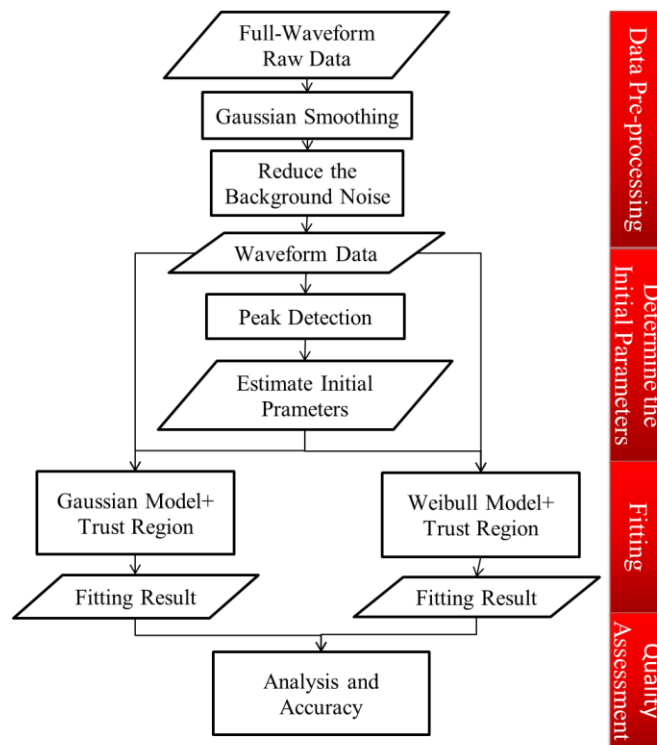 Full-Waveform
Raw Data
Gaussian Smoothing
Reduce the
Background Noise
Waveform Data
Peak Detection
Estimate Initial
Prameters
Gaussian Model+
Trust Region
Weibull Model+
Trust Region
Fitting Result
Fitting Result
Analysis and
Accuracy
Data Pre-processing
Determine the
Initial Parameters
Fitting
Quality
Assessment